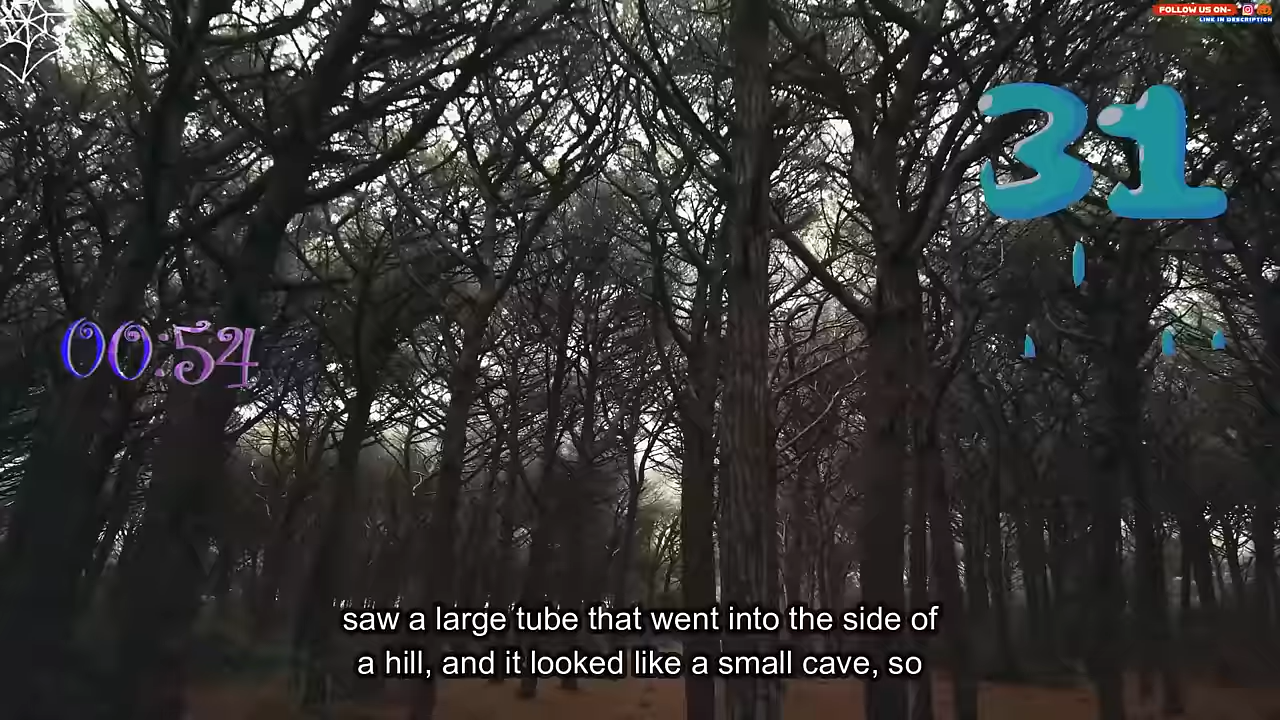 FOLLOW US ON-
LINK IN DESCRIPTION
31
00:54
saw a large tube that went into the side of
a hill, and it looked like a small cave, so